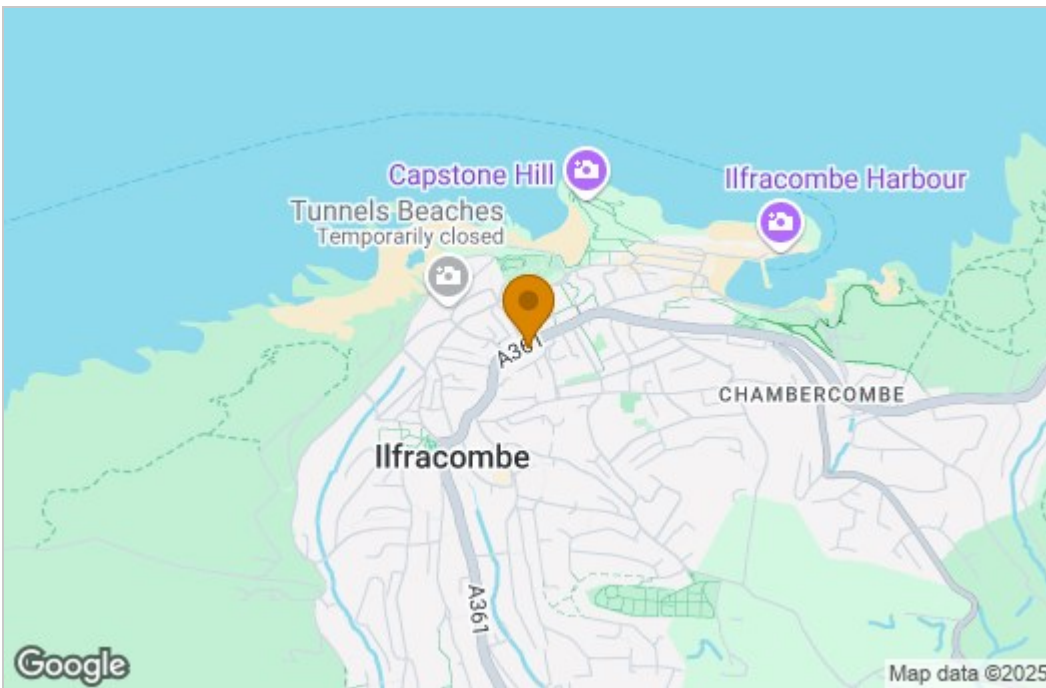 Capstone Hill
Ilfracombe Harbour
Tunnels Beaches
Temporarily closed
A361
CHAMBERCOMBE
Ilfracombe
A361
Google
Map data ©2025